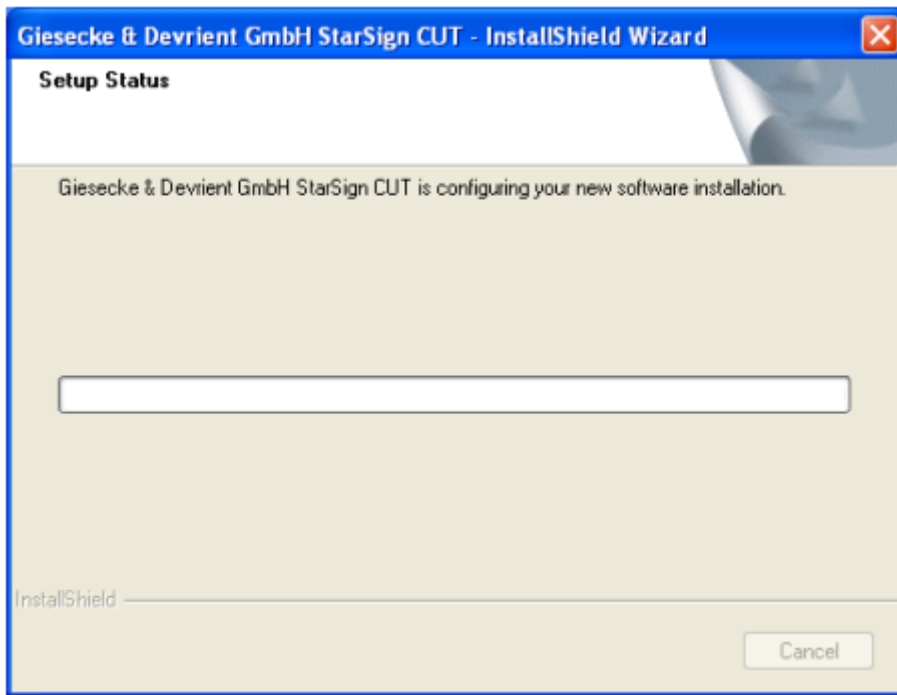 Giesecke & Devrient GmbH StarSign CUT - InstallShield Wizard
Setup Status
Giesecke & Devrient GmbH StarSign CUT is configuring your new software installation.
InstallShield
Cancel